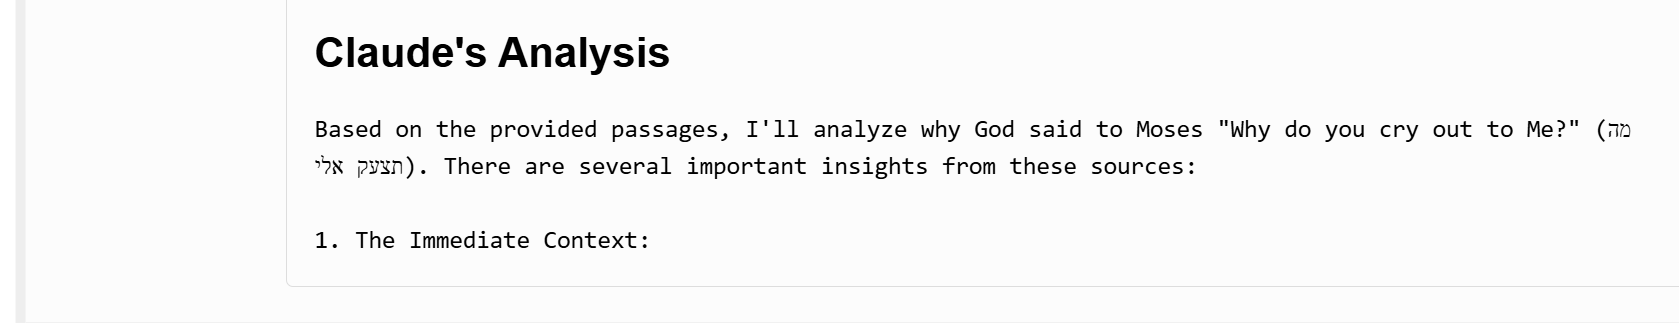 Claude's Analysis
Based on the provided passages, I'll analyze why God said to Moses "Why do you cry out to Me?" (מה
תצעק אלי). There are several important insights from these sources:
1. The Immediate Context: